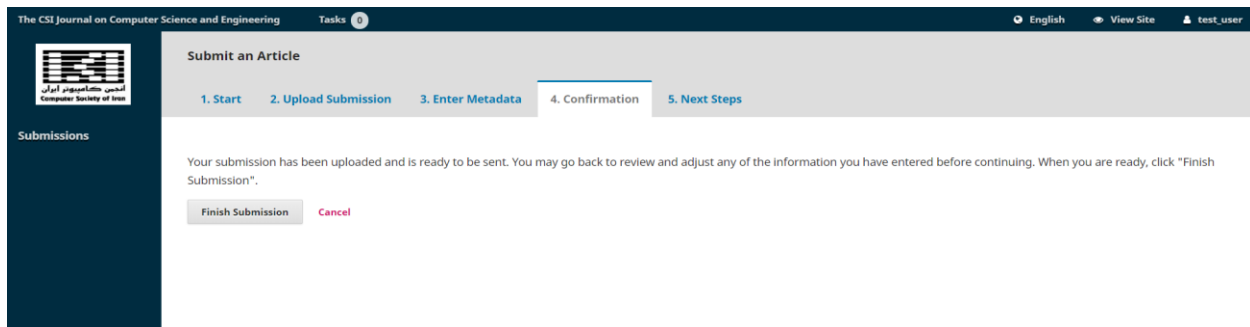 The CSI Journal on Computer Science and Engineering Tasks 0 English View Site test_user
انجمن کامپیوتر ایران
Computer Society of Iran
Submissions
Submit an Article
1. Start 2. Upload Submission 3. Enter Metadata 4. Confirmation 5. Next Steps
Your submission has been uploaded and is ready to be sent. You may go back to review and adjust any of the information you have entered before continuing. When you are ready, click "Finish
Submission".
Finish Submission Cancel